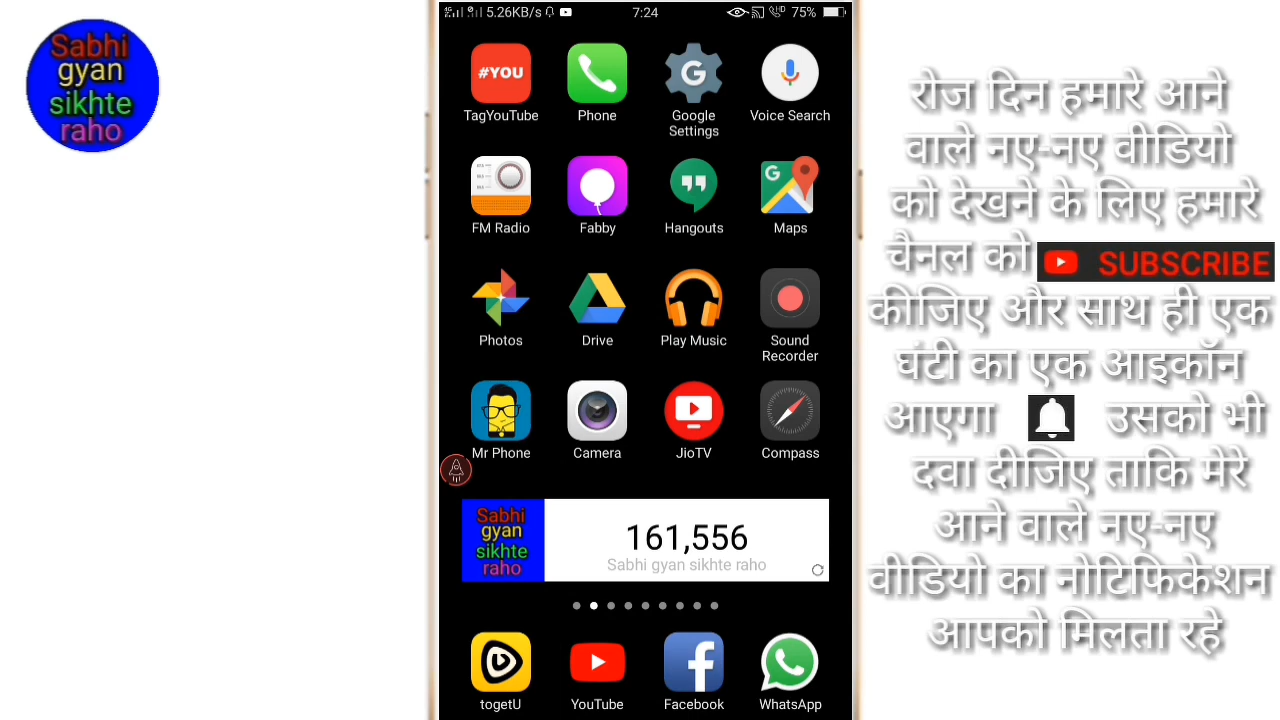 Sabhi
gyan
sikhte
raho
5.26KB/s
7:24
HD
75%
#YOU
TagYouTube
Phone
Google
Settings
Voice Search
FM Radio
Fabby
Hangouts
Maps
Photos
Drive
Play Music
Sound
Recorder
Mr Phone
Camera
JioTV
Compass
Sabhi
gyan
sikhte
raho
161,556
Sabhi gyan sikhte raho
togetU
YouTube
Facebook
WhatsApp
रोज दिन हमारे आने
वाले नए-नए वीडियो
को देखने के लिए हमारे
चैनल को SUBSCRIBE
कीजिए और साथ ही एक
घंटी का एक आइकॉन
आएगा उसको भी
दवा दीजिए ताकि मेरे
आने वाले नए-नए
वीडियो का नोटिफिकेशन
आपको मिलता रहे